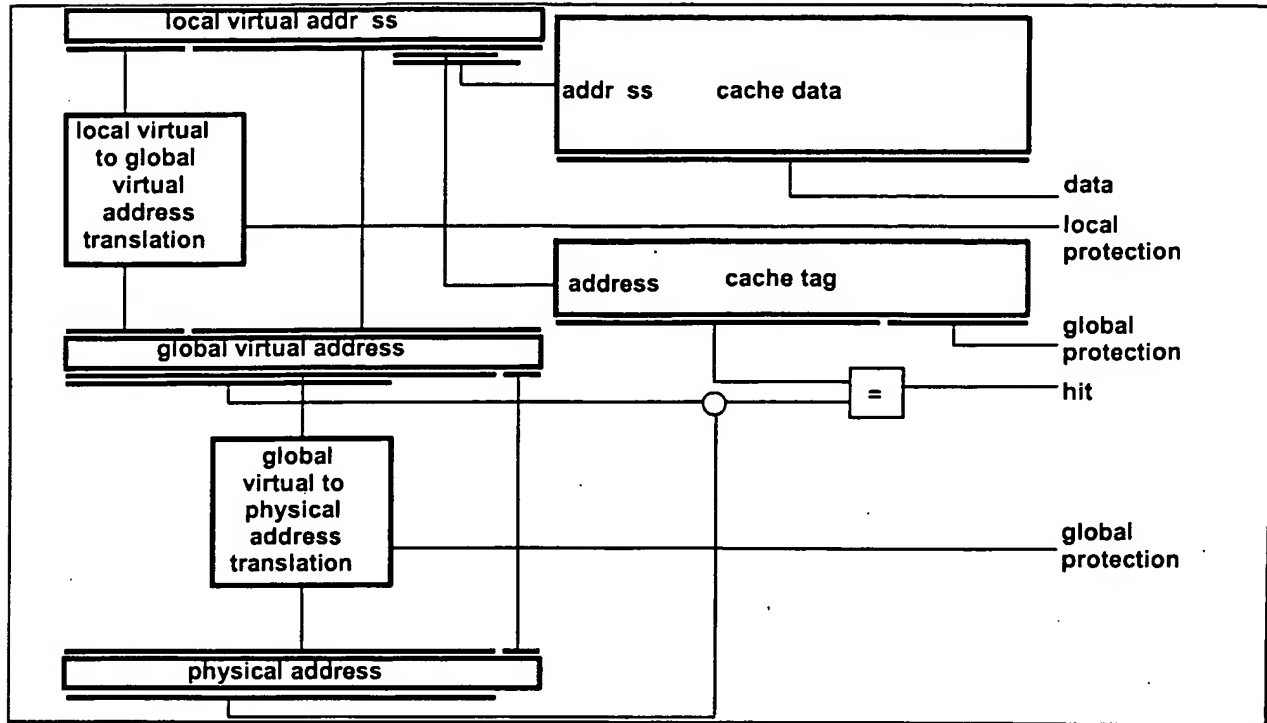 local virtual addr ss
addr ss
cache data
local virtual
to global
virtual
address
translation
data
local
protection
address
cache tag
global
protection
global virtual address
=
hit
global
virtual to
physical
address
translation
global
protection
physical address